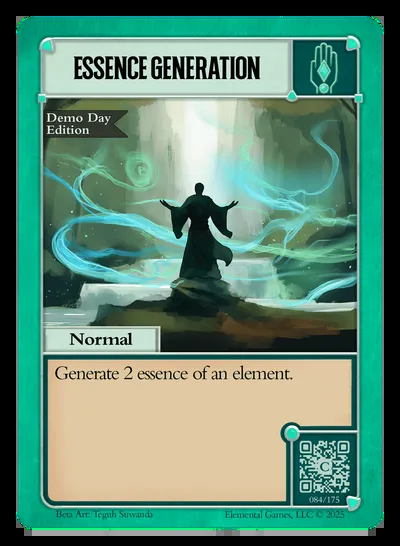 ESSENCE GENERATION
Demo Day
Edition
Normal
Generate 2 essence of an element.
C
084/175
Beta Art: Teguh Suwanda
Elemental Games, LLC © 2025